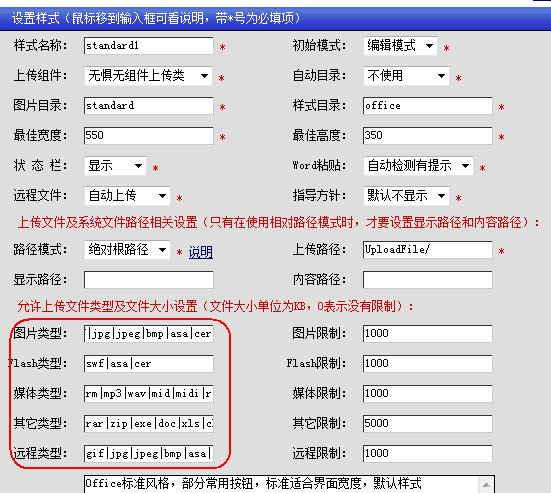 设置样式（鼠标移到输入框可看说明，带*号为必填项）
样式名称： standard1 * 初始模式： 编辑模式 *
上传组件： 无惧无组件上传类 * 自动目录： 不使用 *
图片目录： standard * 样式目录： office *
最佳宽度： 550 * 最佳高度： 350 *
状 态 栏： 显示 * Word粘贴： 自动检测有提示 *
远程文件： 自动上传 * 指导方针： 默认不显示 *
上传文件及系统文件路径相关设置（只有在使用相对路径模式时，才要设置显示路径和内容路径）：
路径模式： 绝对根路径 * 说明 上传路径： UploadFile/ *
显示路径： 内容路径：
允许上传文件类型及文件大小设置（文件大小单位为KB，0表示没有限制）：
图片类型： |jpg|jpeg|bmp|asa|cer 图片限制： 1000
Flash类型： swf|asa|cer Flash限制： 1000
媒体类型： rm|mp3|wav|mid|midi|r 媒体限制： 1000
其它类型： rar|zip|exe|doc|xls|c 其它限制： 5000
远程类型： gif|jpg|jpeg|bmp|asa| 远程限制： 1000
Office标准风格，部分常用按钮，标准适合界面宽度，默认样式